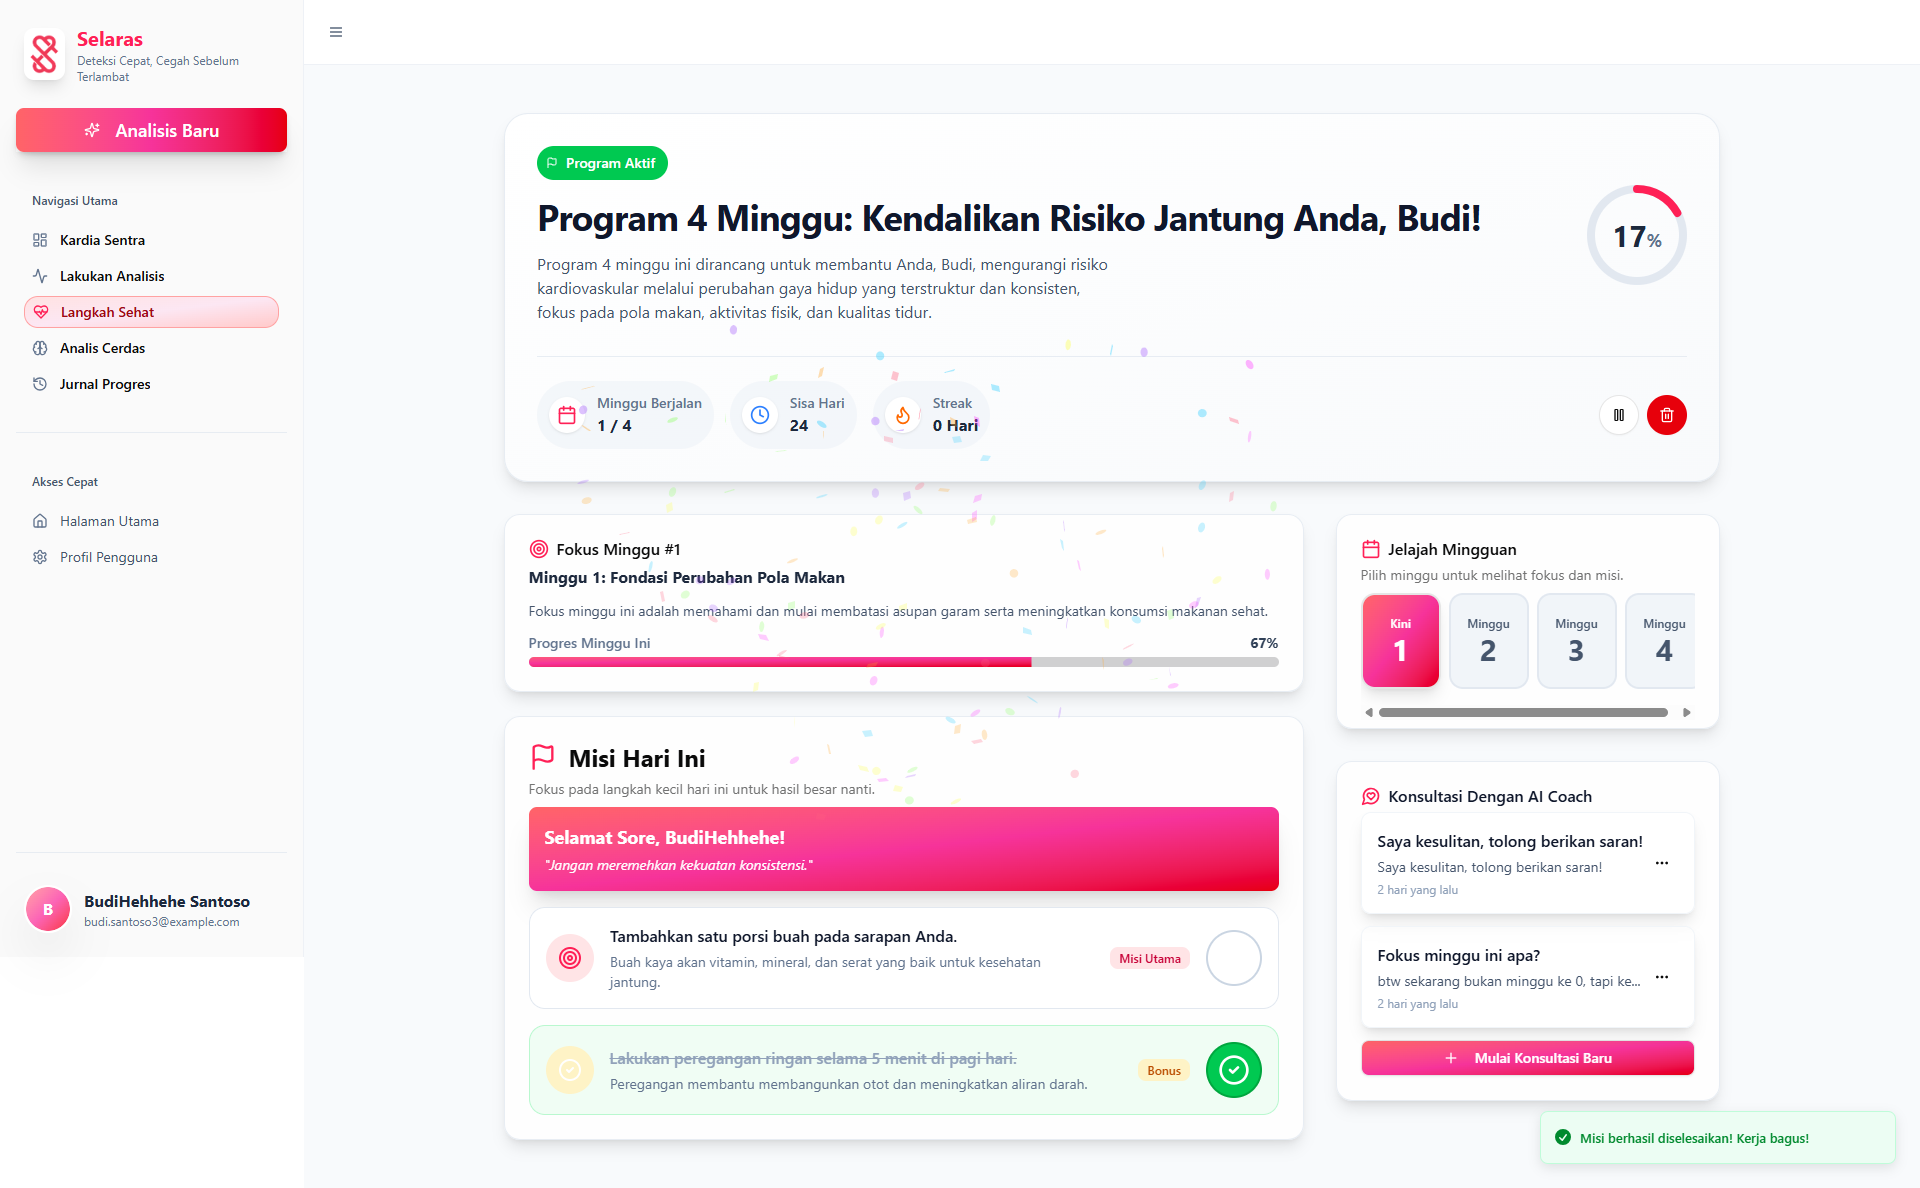 Selaras
Deteksi Cepat, Cegah Sebelum
Terlambat
Analisis Baru
Navigasi Utama
Kardia Sentra
Lakukan Analisis
Langkah Sehat
Analis Cerdas
Jurnal Progres
Akses Cepat
Halaman Utama
Profil Pengguna
B
BudiHehhehe Santoso
budi.santoso3@example.com
Program Aktif
Program 4 Minggu: Kendalikan Risiko Jantung Anda, Budi!
Program 4 minggu ini dirancang untuk membantu Anda, Budi, mengurangi risiko
kardiovaskular melalui perubahan gaya hidup yang terstruktur dan konsisten,
fokus pada pola makan, aktivitas fisik, dan kualitas tidur.
17%
Minggu Berjalan
1 / 4
Sisa Hari
24
Streak
0 Hari
Fokus Minggu #1
Minggu 1: Fondasi Perubahan Pola Makan
Fokus minggu ini adalah memahami dan mulai membatasi asupan garam serta meningkatkan konsumsi makanan sehat.
Progres Minggu Ini
67%
Misi Hari Ini
Fokus pada langkah kecil hari ini untuk hasil besar nanti.
Selamat Sore, BudiHehhehe!
"Jangan meremehkan kekuatan konsistensi."
Tambahkan satu porsi buah pada sarapan Anda.
Buah kaya akan vitamin, mineral, dan serat yang baik untuk kesehatan
jantung.
Misi Utama
Lakukan peregangan ringan selama 5 menit di pagi hari.
Peregangan membantu membangunkan otot dan meningkatkan aliran darah.
Bonus
Jelajah Mingguan
Pilih minggu untuk melihat fokus dan misi.
Kini
1
Minggu
2
Minggu
3
Minggu
4
Konsultasi Dengan AI Coach
Saya kesulitan, tolong berikan saran!
Saya kesulitan, tolong berikan saran!
2 hari yang lalu
Fokus minggu ini apa?
btw sekarang bukan minggu ke 0, tapi ke...
2 hari yang lalu
Mulai Konsultasi Baru
Misi berhasil diselesaikan! Kerja bagus!